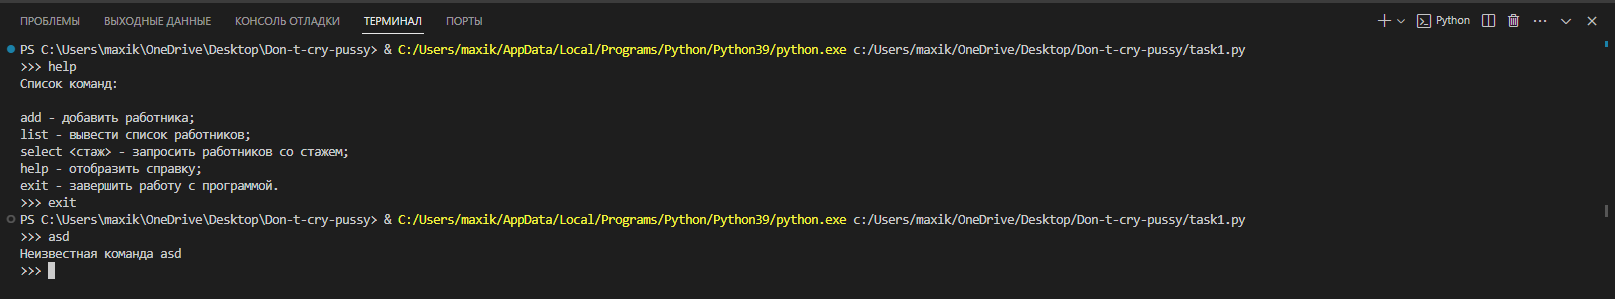 ПРОБЛЕМЫ ВЫХОДНЫЕ ДАННЫЕ КОНСОЛЬ ОТЛАДКИ ТЕРМИНАЛ ПОРТЫ Python
PS C:\Users\maxik\OneDrive\Desktop\Don-t-cry-pussy> & C:/Users/maxik/AppData/Local/Programs/Python/Python39/python.exe c:/Users/maxik/OneDrive/Desktop/Don-t-cry-pussy/task1.py
>>> help
Список команд:
add - добавить работника;
list - вывести список работников;
select <стаж> - запросить работников со стажем;
help - отобразить справку;
exit - завершить работу с программой.
>>> exit
PS C:\Users\maxik\OneDrive\Desktop\Don-t-cry-pussy> & C:/Users/maxik/AppData/Local/Programs/Python/Python39/python.exe c:/Users/maxik/OneDrive/Desktop/Don-t-cry-pussy/task1.py
>>> asd
Неизвестная команда asd
>>>